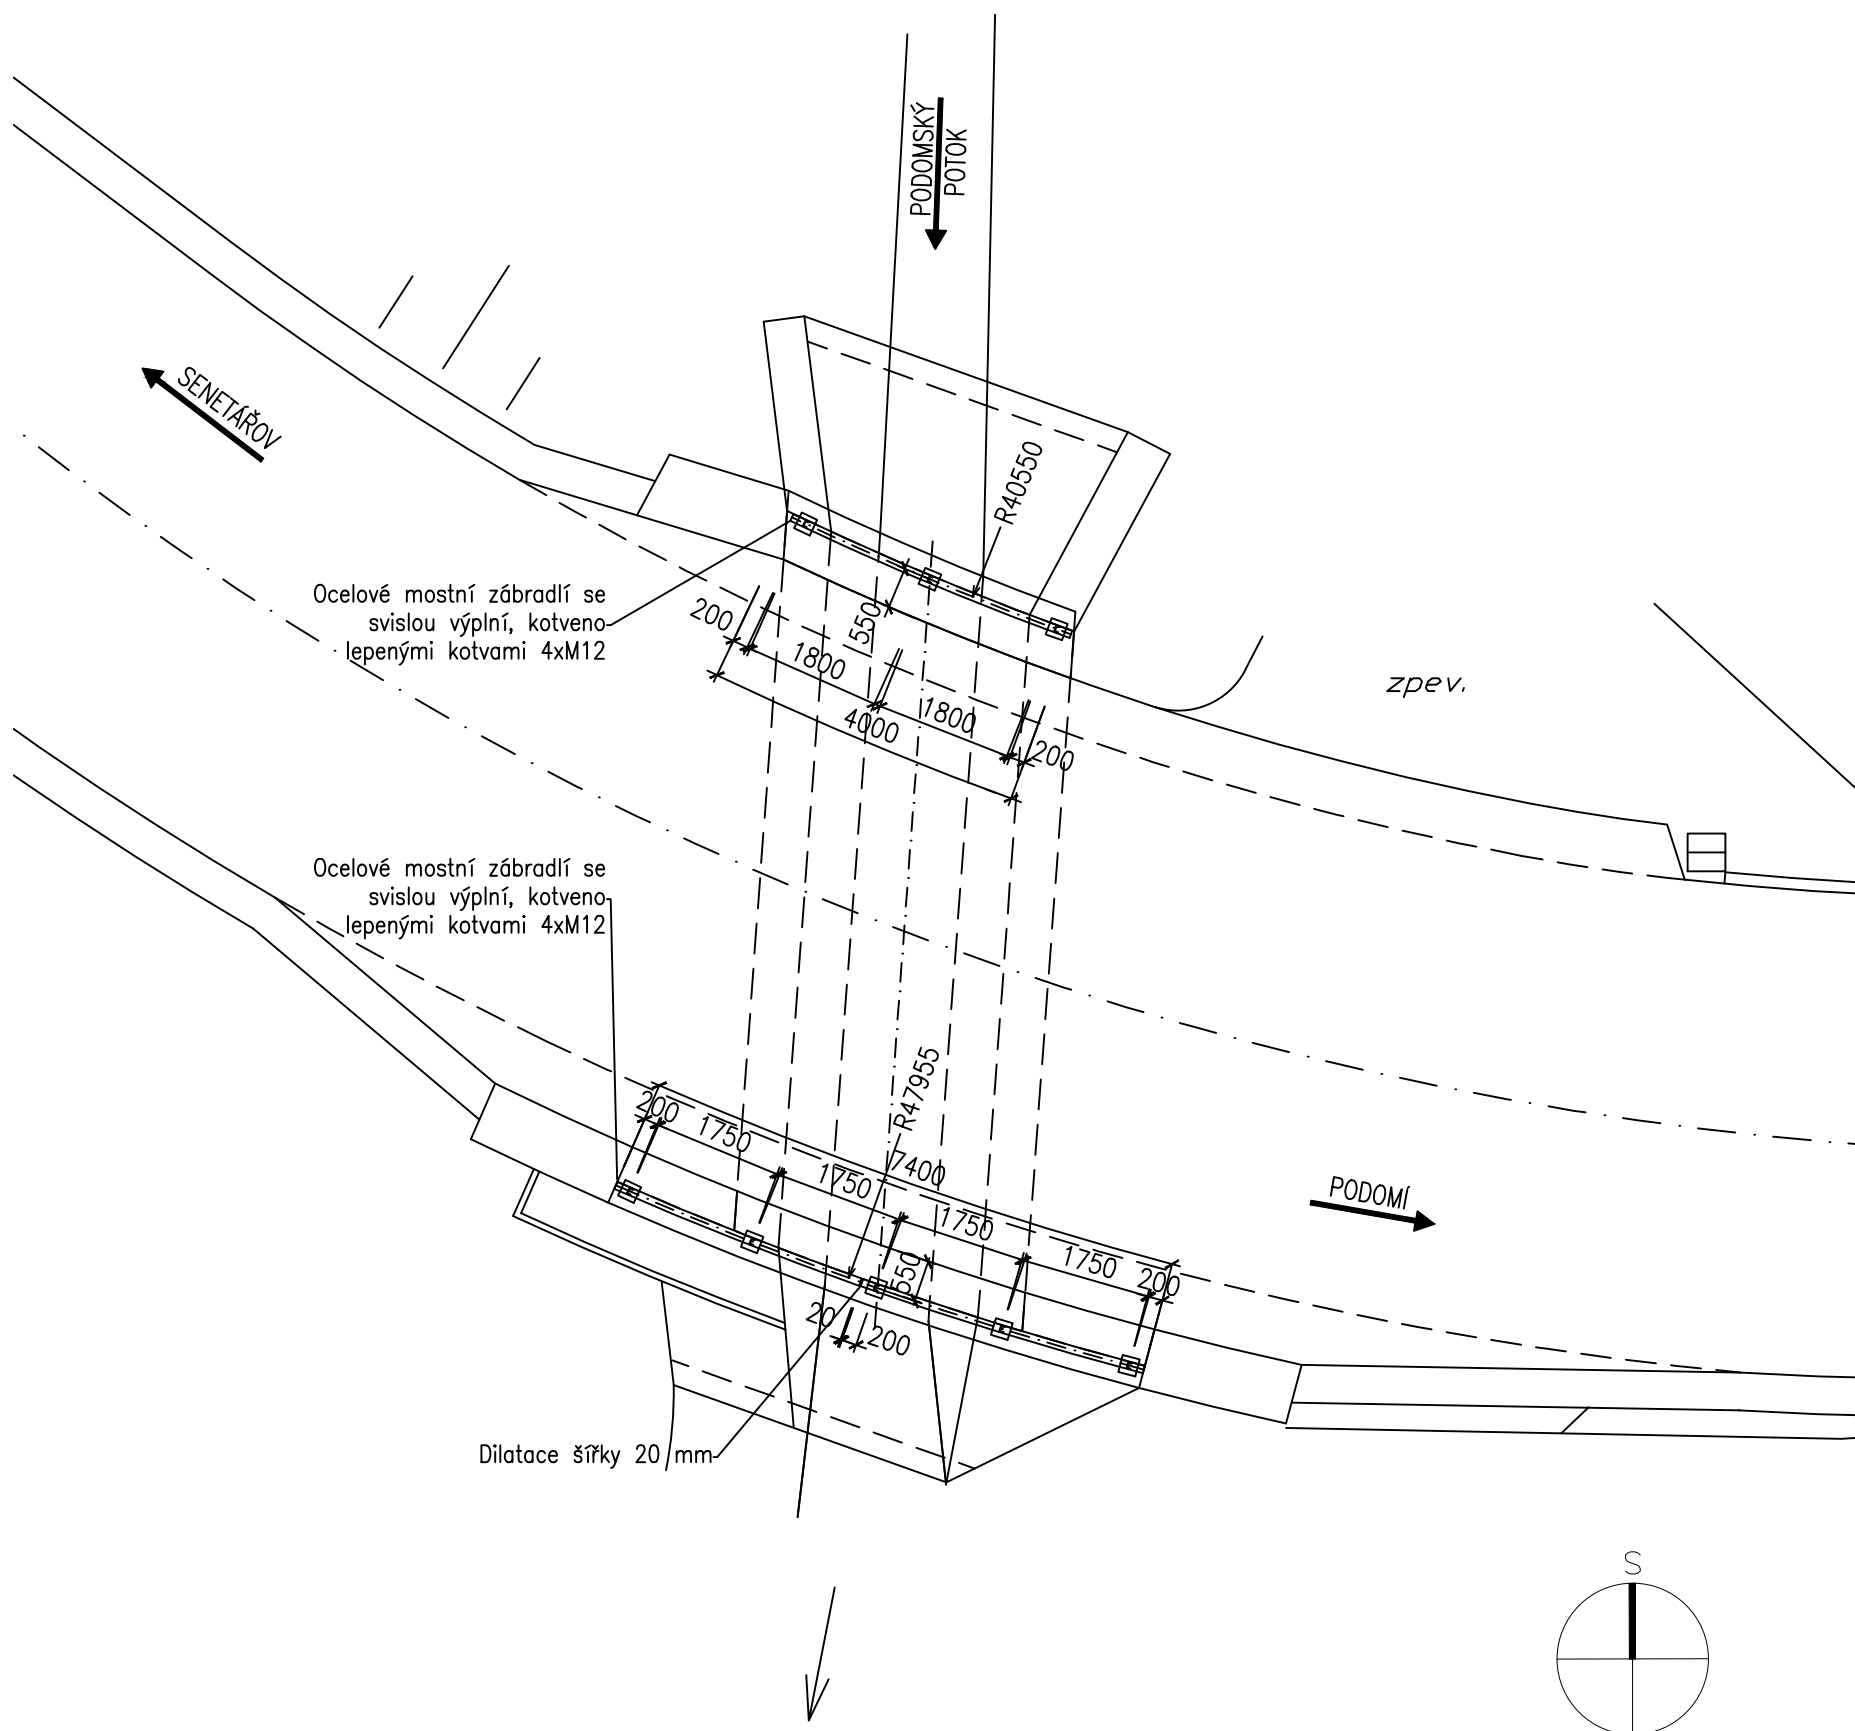 PODOMSKÝ
POTOK
SENETÁŘOV
R40550
Ocelové mostní zábradlí se
svislou výplní, kotveno
lepenými kotvami 4xM12
200
550
1800
1800
4000
200
zpev.
Ocelové mostní zábradlí se
svislou výplní, kotveno
lepenými kotvami 4xM12
R47955
200
1750
1750
7400
1750
1750
200
550
20
200
PODOMÍ
Dilatace šířky 20 mm
S